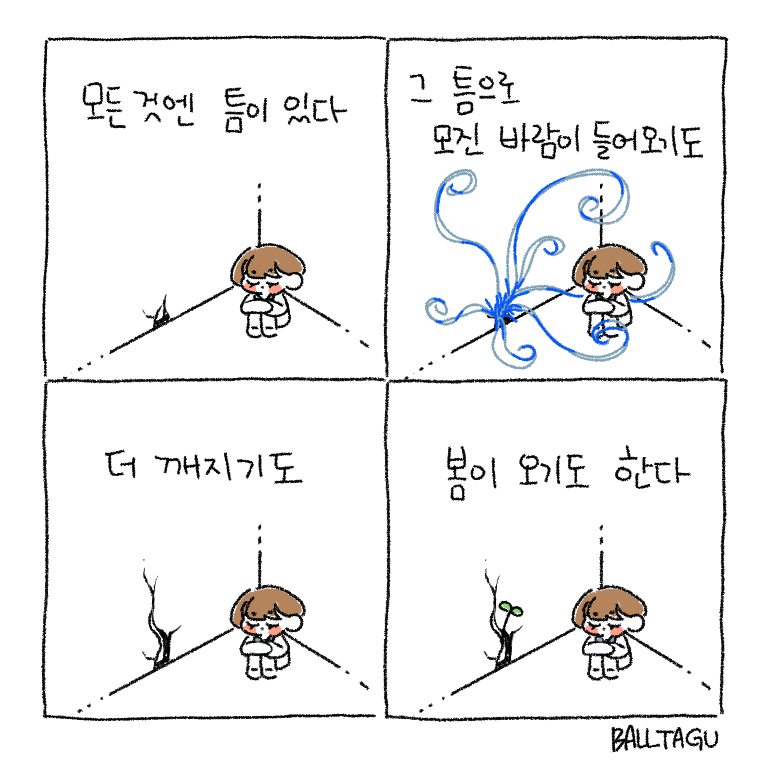 모든 것엔 틈이 있다
그 틈으로
모진 바람이 들어오기도
더 깨지기도
봄이 오기도 한다
BALLTAGU